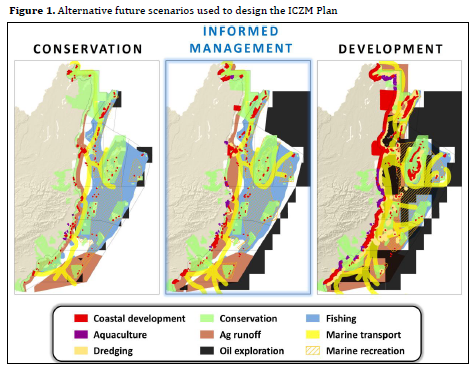 Figure 1. Alternative future scenarios used to design the ICZM Plan
CONSERVATION
INFORMED
MANAGEMENT
DEVELOPMENT
Coastal development
Conservation
Fishing
Aquaculture
Ag runoff
Marine transport
Dredging
Oil exploration
Marine recreation